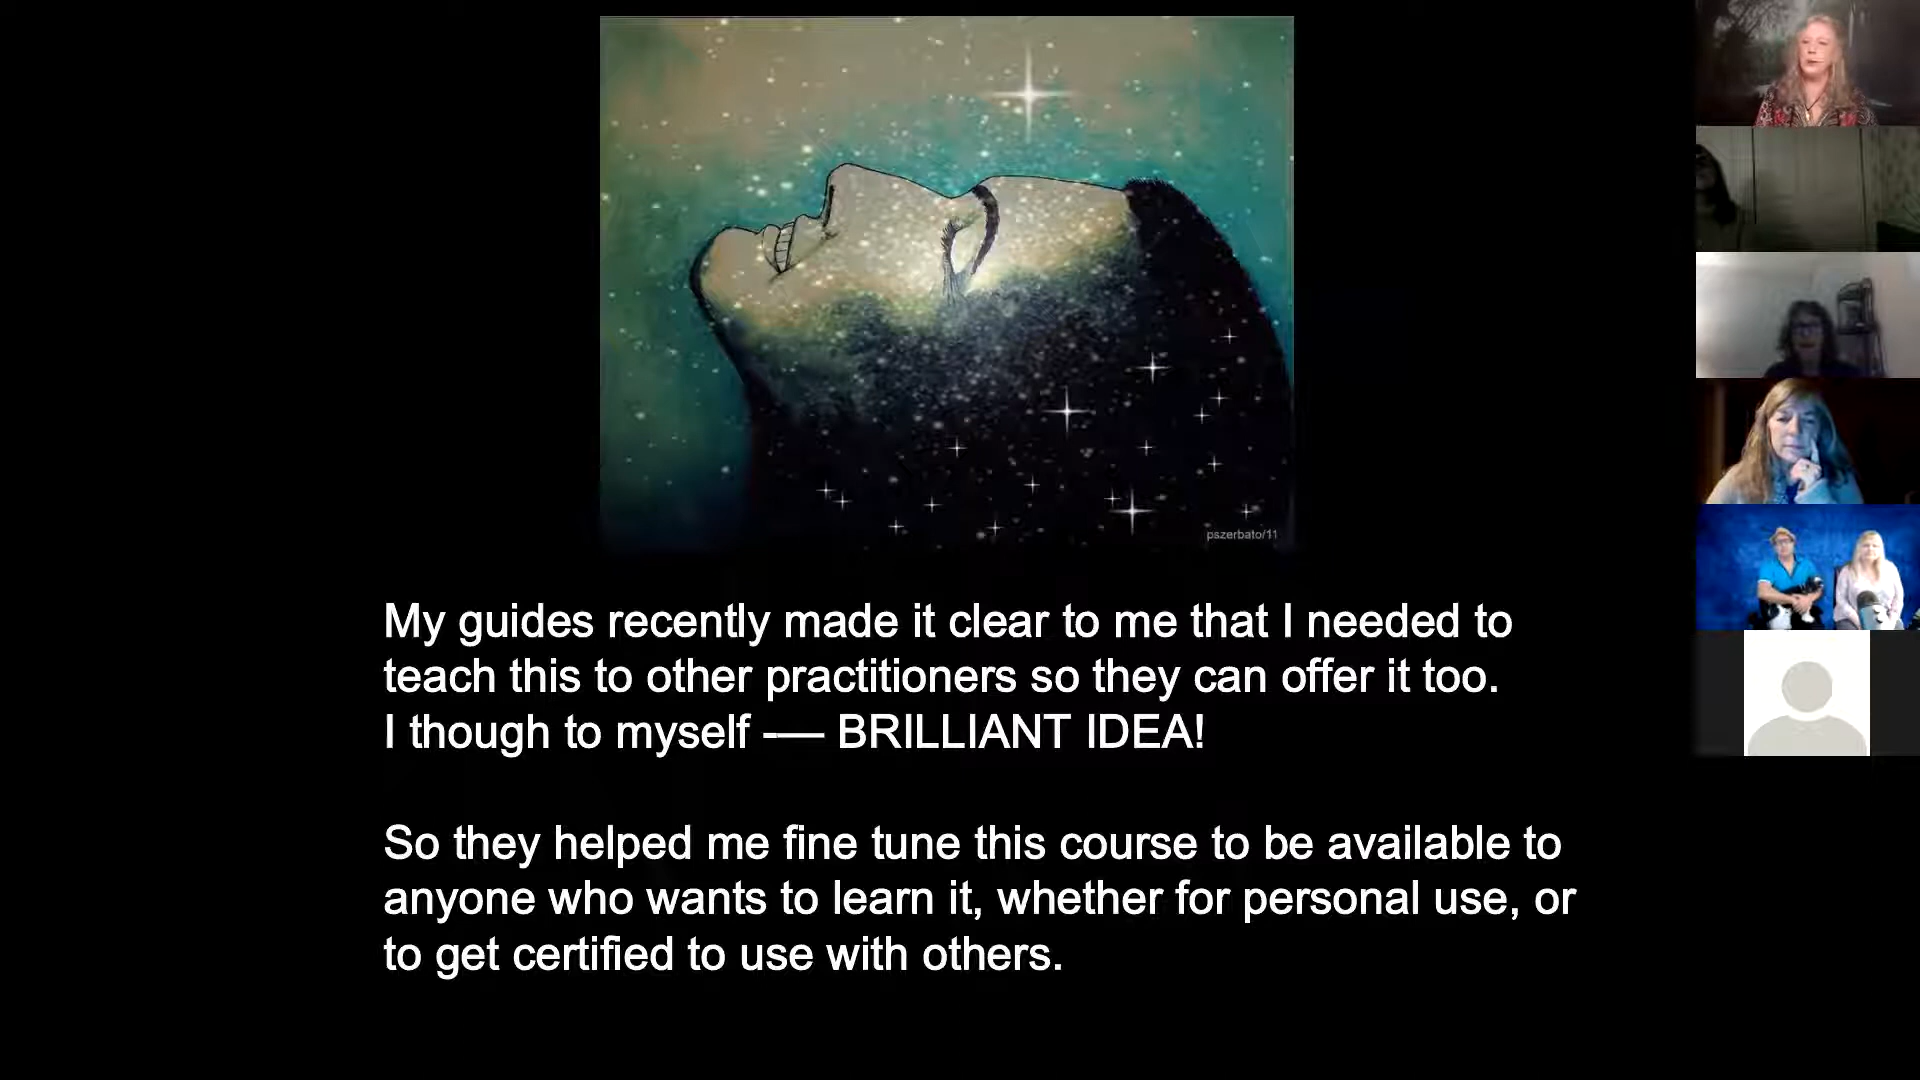 pszerbato/11
My guides recently made it clear to me that I needed to
teach this to other practitioners so they can offer it too.
I though to myself -— BRILLIANT IDEA!
So they helped me fine tune this course to be available to
anyone who wants to learn it, whether for personal use, or
to get certified to use with others.